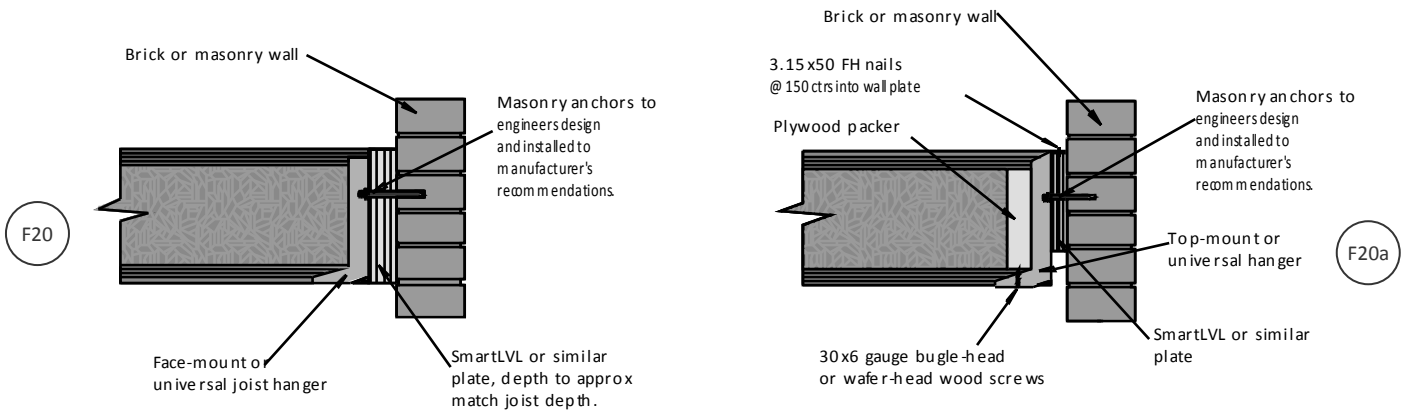 Brick or masonry wall
Masonry anchors to
engineers design
and installed to
manufacturer's
recommendations.
F20
Face-mount or
universal joist hanger
SmartLVL or similar
plate, depth to approx
match joist depth.
Brick or masonry wall
3.15x50 FH nails
@ 150 ctrs into wall plate
Plywood packer
Masonry anchors to
engineers design
and installed to
manufacturer's
recommendations.
Top-mount or
universal hanger
F20a
SmartLVL or similar
plate
30x6 gauge bugle-head
or wafer-head wood screws